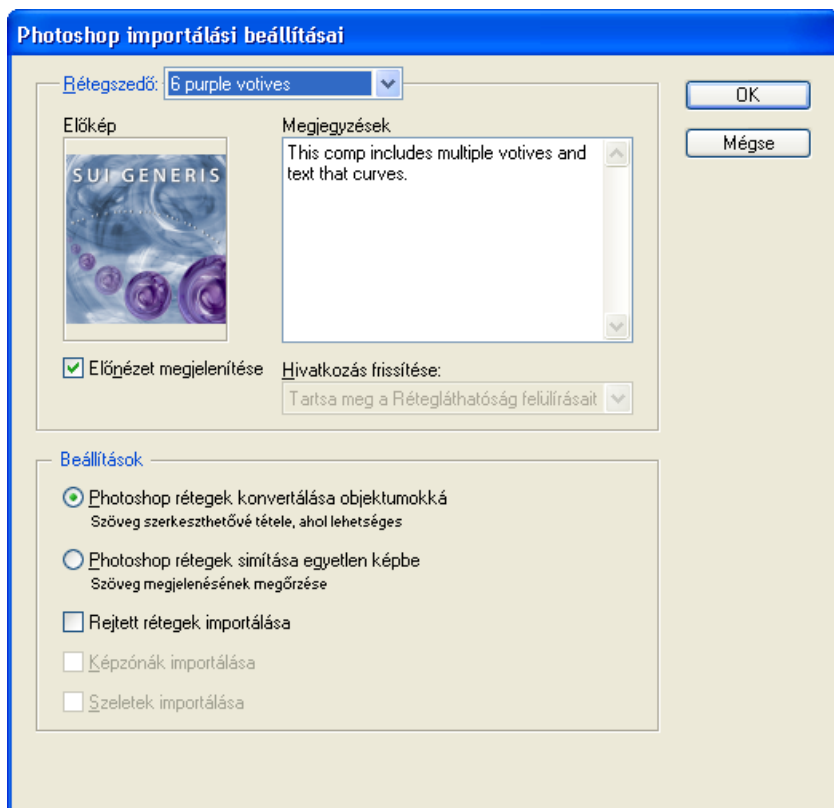 Photoshop importálási beállításai
Rétegszedő: 6 purple votives
OK
Mégse
Előkép
Megjegyzések
SUI GENERIS
This comp includes multiple votives and
text that curves.
Előnézet megjelenítése
Hivatkozás frissítése:
Tartsa meg a Rétegláthatóság felülírásait
Beállítások
Photoshop rétegek konvertálása objektumokká
Szöveg szerkeszthetővé tétele, ahol lehetséges
Photoshop rétegek simítása egyetlen képbe
Szöveg megjelenésének megőrzése
Rejtett rétegek importálása
Képzónák importálása
Szeletek importálása